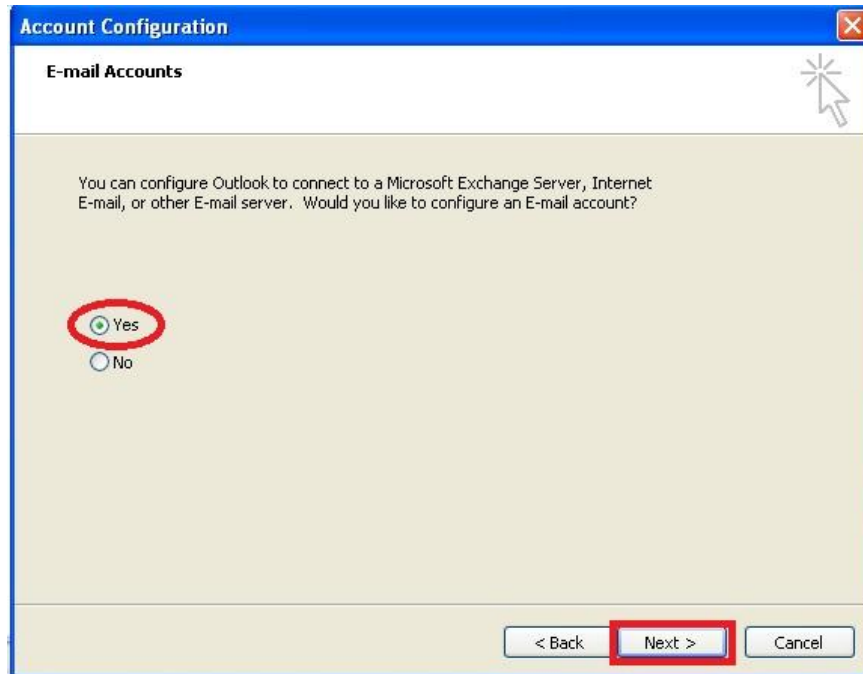 Account Configuration
E-mail Accounts
You can configure Outlook to connect to a Microsoft Exchange Server, Internet
E-mail, or other E-mail server. Would you like to configure an E-mail account?
Yes
No
< Back Next > Cancel